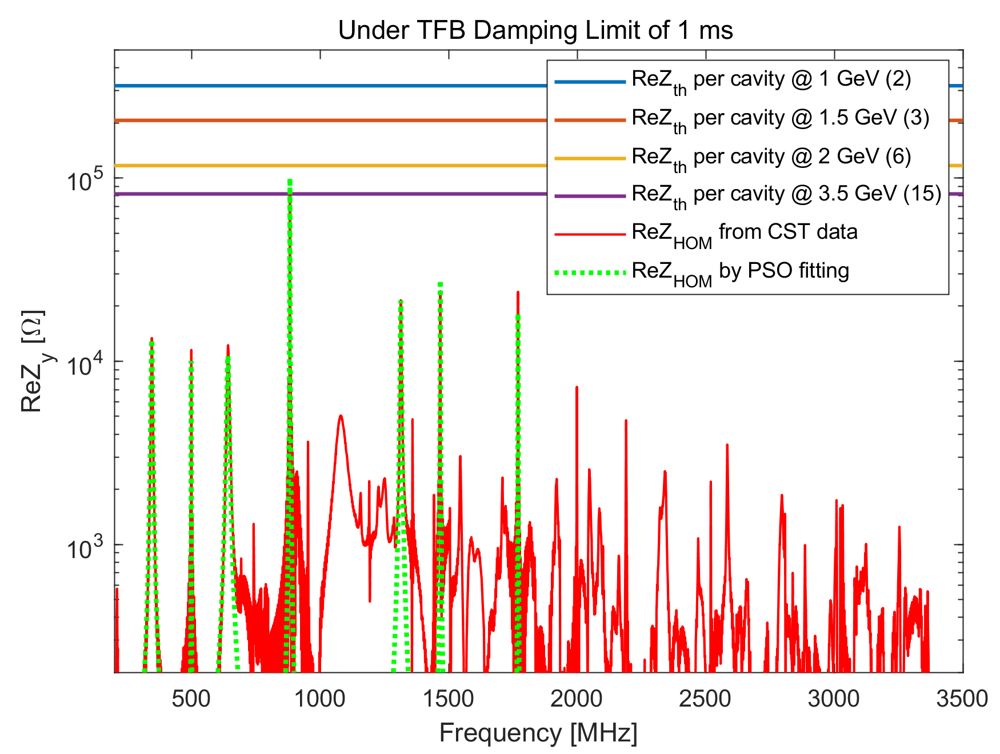 Under TFB Damping Limit of 1 ms
ReZth per cavity @ 1 GeV (2)
ReZth per cavity @ 1.5 GeV (3)
ReZth per cavity @ 2 GeV (6)
ReZth per cavity @ 3.5 GeV (15)
ReZHOM from CST data
ReZHOM by PSO fitting
ReZy [Ω]
10^5
10^4
10^3
500 1000 1500 2000 2500 3000 3500
Frequency [MHz]